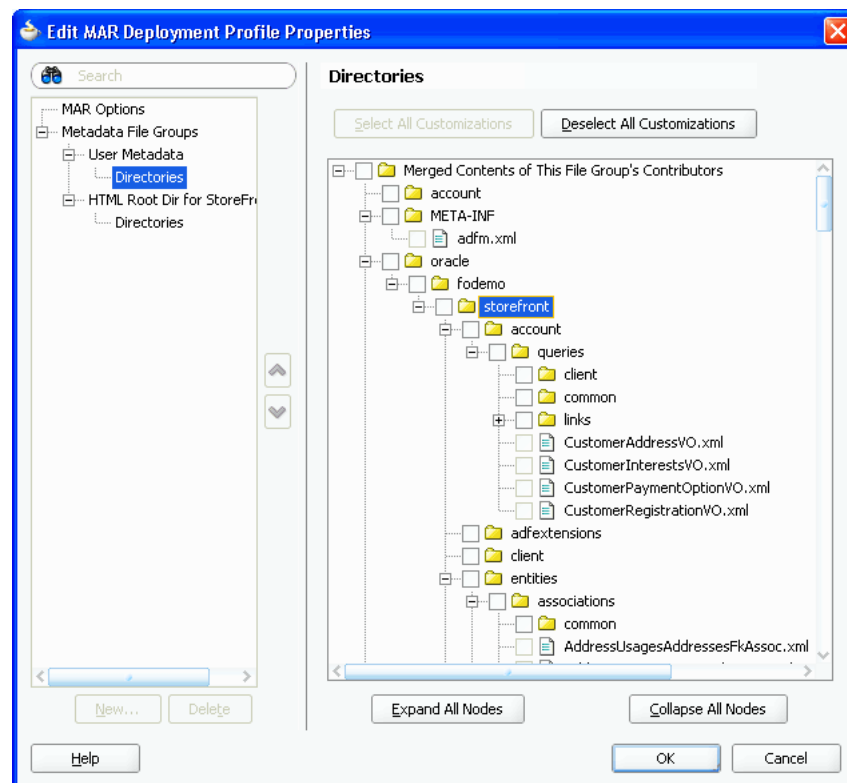 Edit MAR Deployment Profile Properties
Search
MAR Options
Metadata File Groups
User Metadata
Directories
HTML Root Dir for StoreFr
Directories
New...
Delete
Directories
Select All Customizations
Deselect All Customizations
Merged Contents of This File Group's Contributors
account
META-INF
adfm.xml
oracle
fodemo
storefront
account
queries
client
common
links
CustomerAddressVO.xml
CustomerInterestsVO.xml
CustomerPaymentOptionVO.xml
CustomerRegistrationVO.xml
adfextensions
client
entities
associations
common
AddressUsagesAddressesFkAssoc.xml
Expand All Nodes
Collapse All Nodes
Help
OK
Cancel